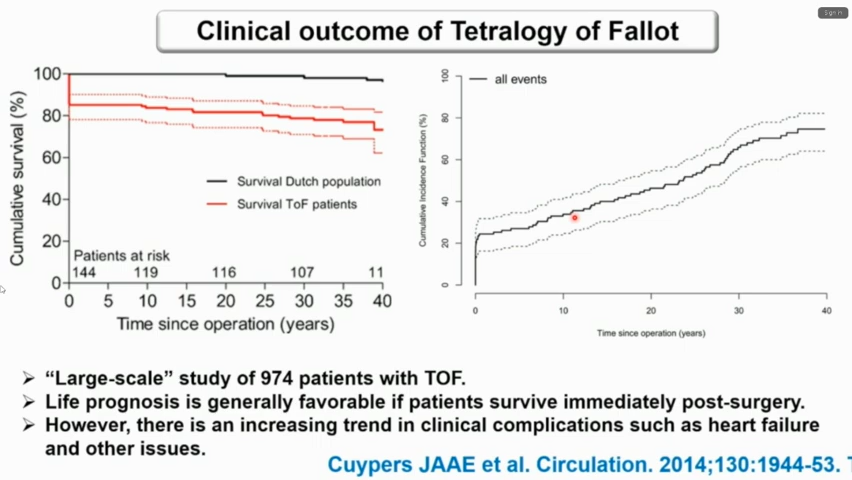 Sign in
Clinical outcome of Tetralogy of Fallot
Cumulative survival (%)
100
80
60
40
20
0
Survival Dutch population
Survival ToF patients
Patients at risk
144 119 116 107 11
0 5 10 15 20 25 30 35 40
Time since operation (years)
Cumulative Incidence Function (%)
100
80
60
40
20
0
all events
0 10 20 30 40
Time since operation (years)
➢ “Large-scale” study of 974 patients with TOF.
➢ Life prognosis is generally favorable if patients survive immediately post-surgery.
➢ However, there is an increasing trend in clinical complications such as heart failure
and other issues.
Cuypers JAAE et al. Circulation. 2014;130:1944-53. T